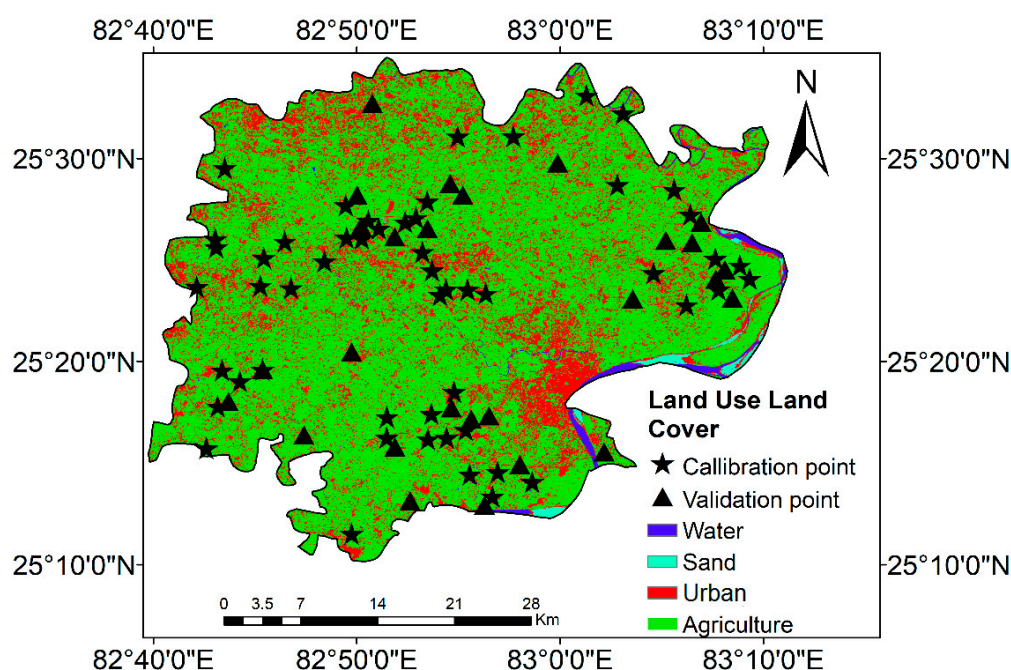 82°40'0"E 82°50'0"E 83°0'0"E 83°10'0"E
N
25°30'0"N 25°30'0"N
25°20'0"N 25°20'0"N
Land Use Land
Cover
Callibration point
Validation point
Water
Sand
Urban
Agriculture
25°10'0"N 25°10'0"N
0 3.5 7 14 21 28
Km
82°40'0"E 82°50'0"E 83°0'0"E 83°10'0"E